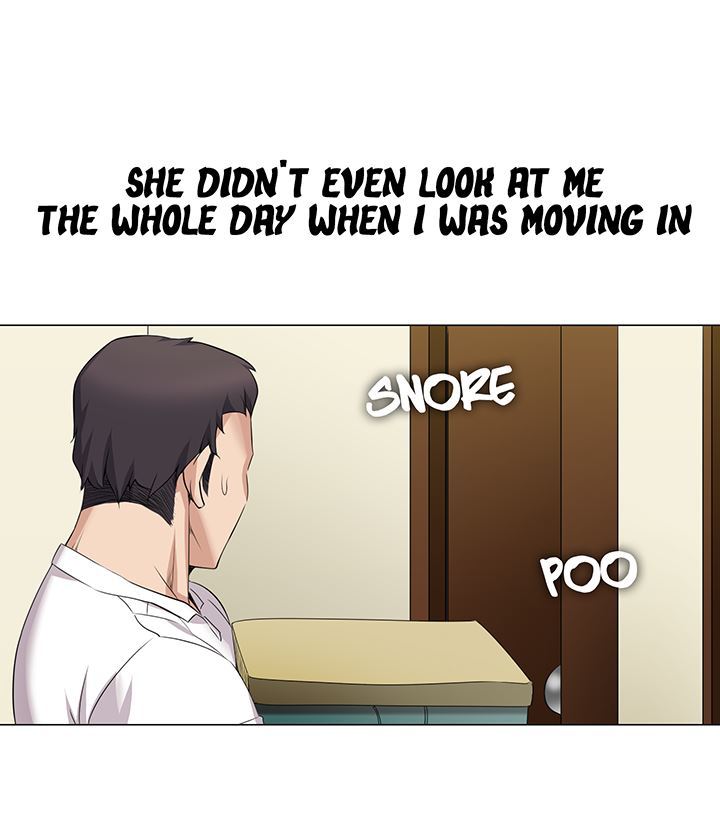 SHE DIDN'T EVEN LOOK AT ME
THE WHOLE DAY WHEN I WAS MOVING IN
SNORE
POO